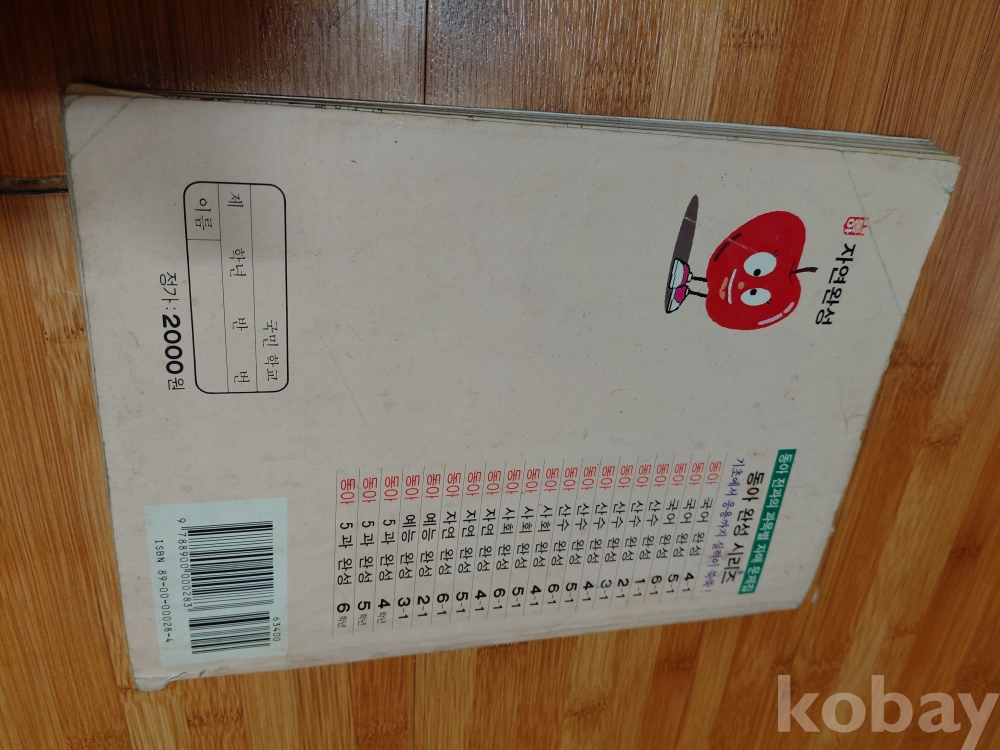 자연완성
동아 전과의 과목별 자매 문제집
동아 완성 시리즈
기초에서 응용까지 실력이 쑥쑥!
동아 국어 완성 4-1
동아 국어 완성 5-1
동아 국어 완성 6-1
동아 산수 완성 1-1
동아 산수 완성 2-1
동아 산수 완성 3-1
동아 산수 완성 4-1
동아 산수 완성 5-1
동아 산수 완성 6-1
동아 사회 완성 4-1
동아 사회 완성 5-1
동아 사회 완성 6-1
동아 자연 완성 4-1
동아 자연 완성 5-1
동아 자연 완성 6-1
동아 예능 완성 2-1
동아 예능 완성 3-1
동아 5 과 완성 4 학년
동아 5 과 완성 5 학년
동아 5 과 완성 6 학년
국민 학교
제 학년 반 번
이름
정가 : 2000원
63400
9 788900 000283
ISBN 89-00-00028-4
kobay